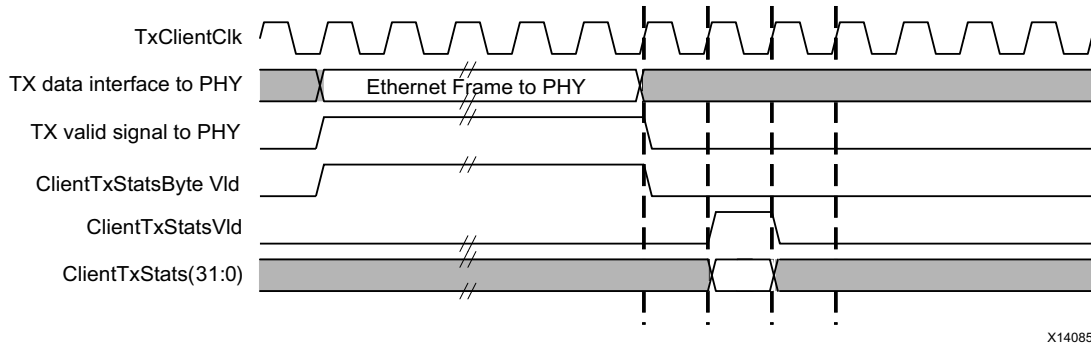 TxClientClk
TX data interface to PHY
Ethernet Frame to PHY
TX valid signal to PHY
ClientTxStatsByte Vld
ClientTxStatsVld
ClientTxStats(31:0)
X14085